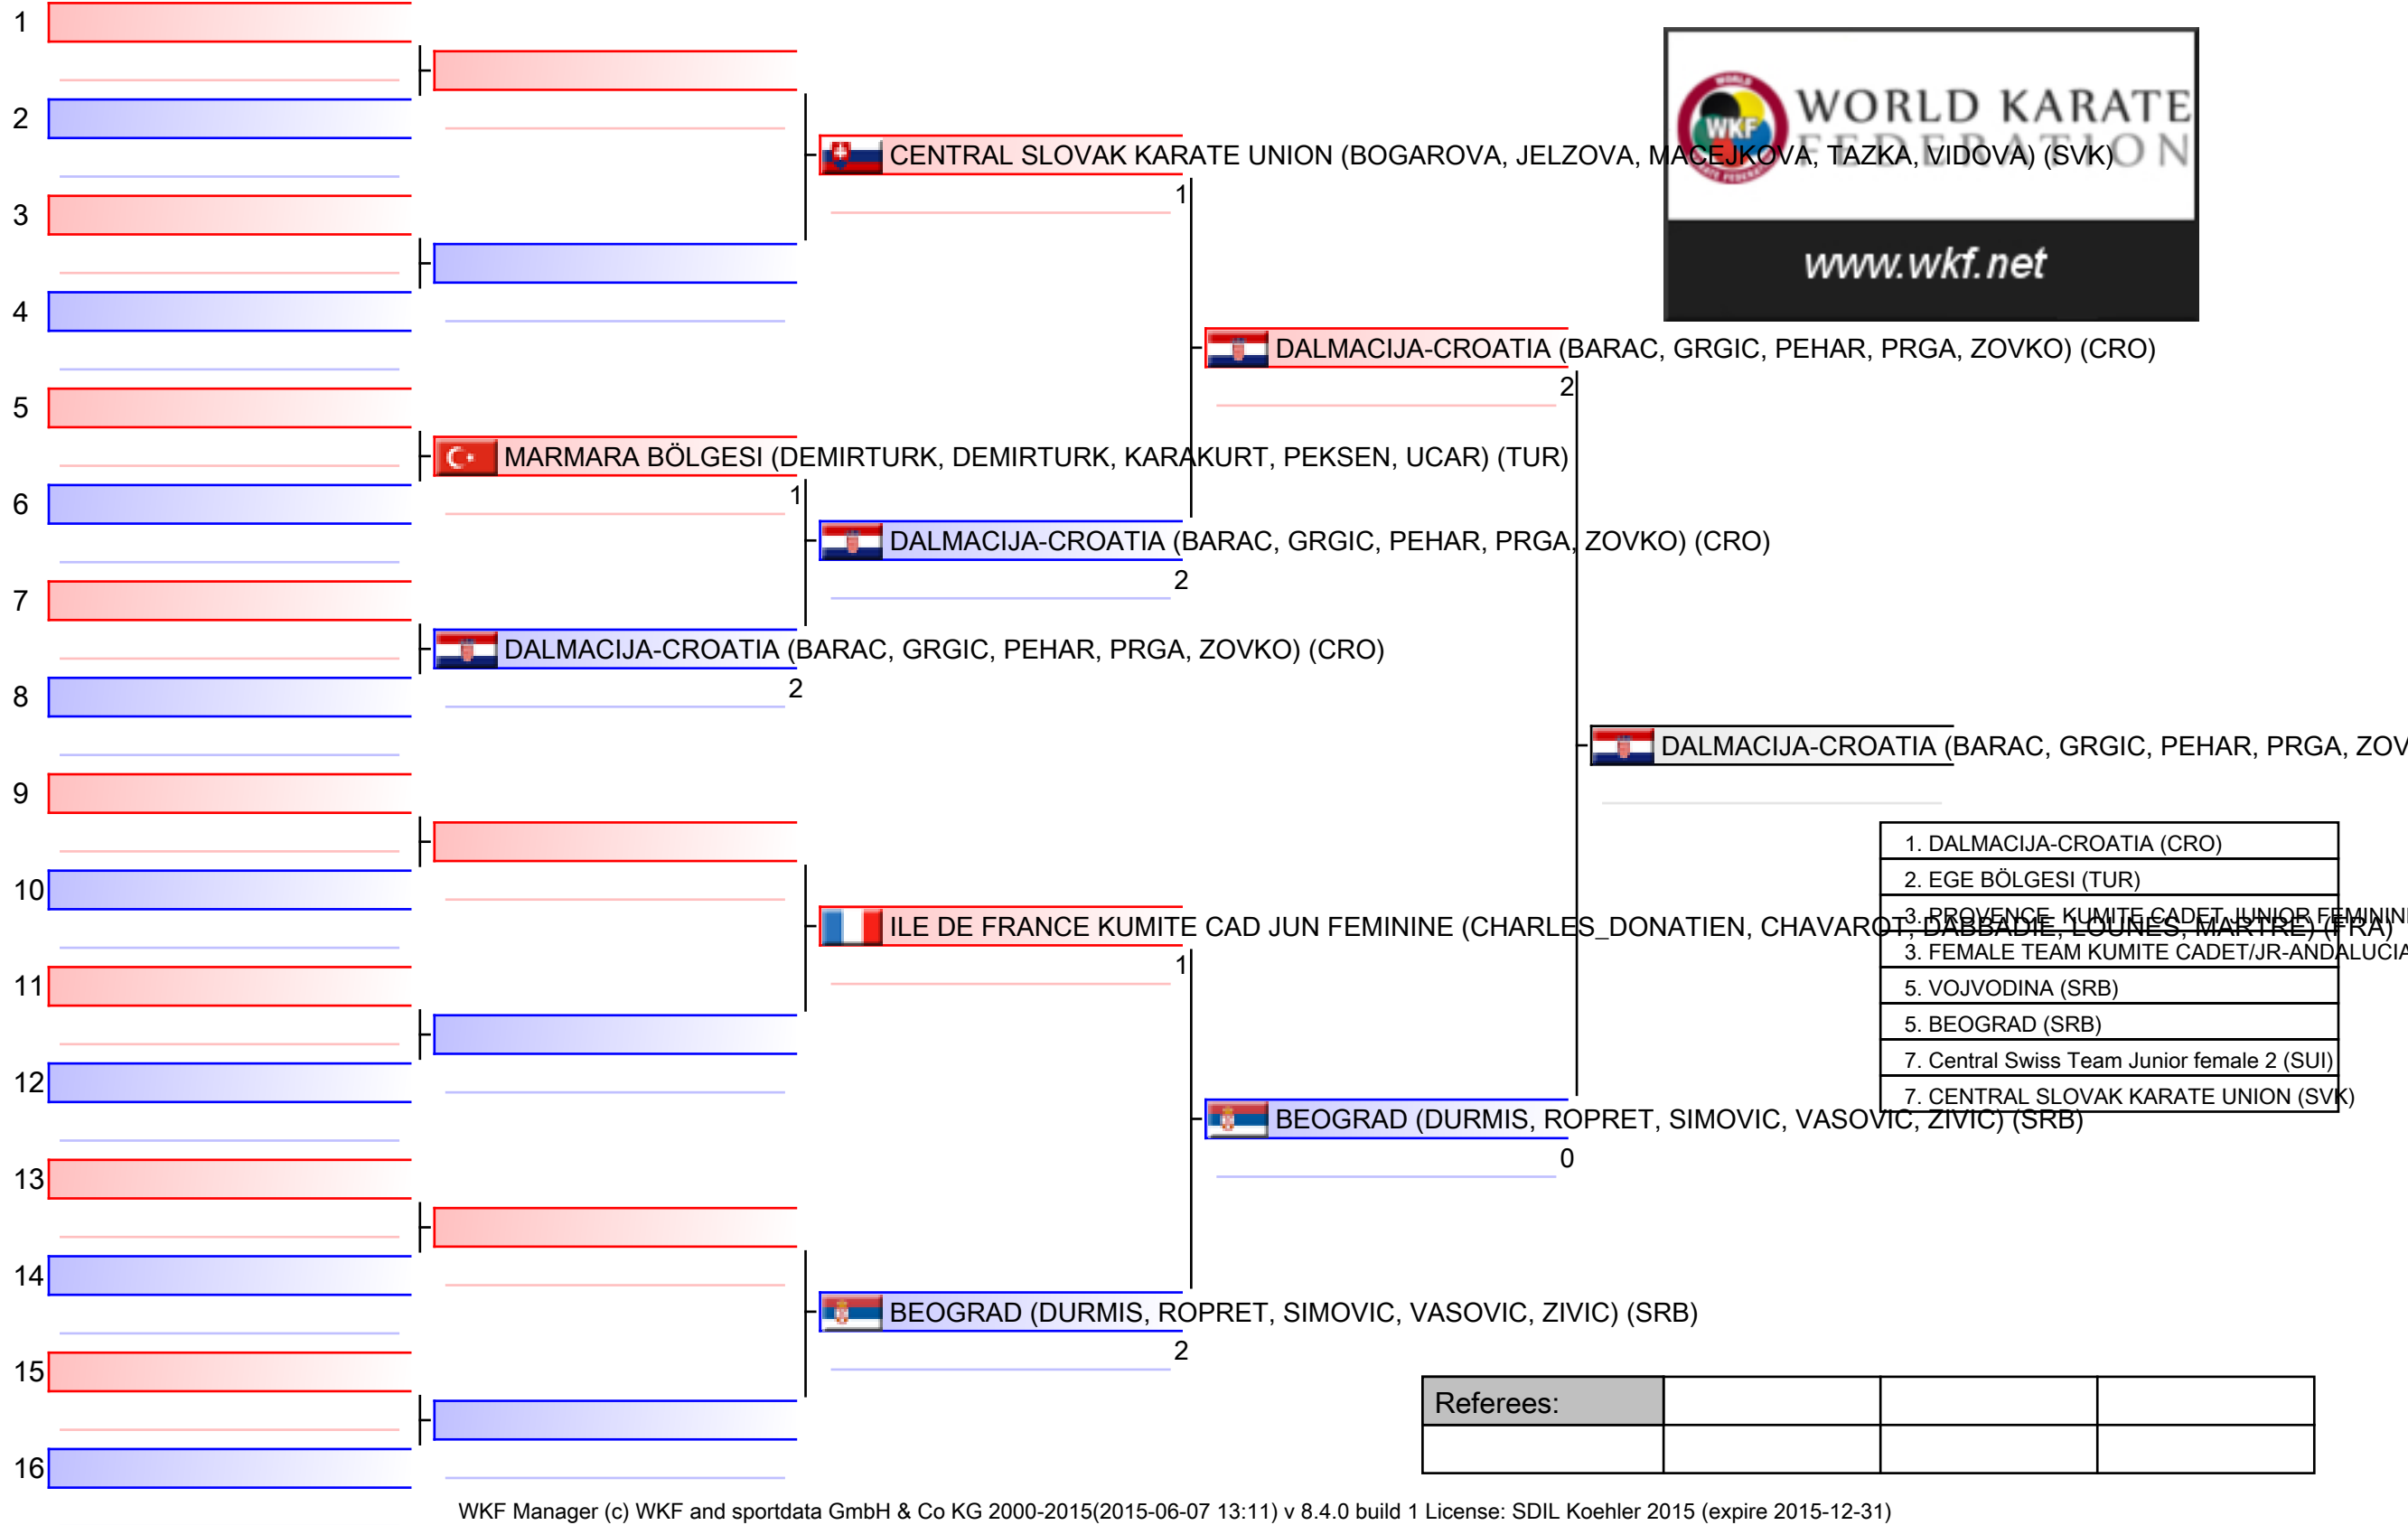 1
2
3
4
5
6
7
8
9
10
11
12
13
14
15
16
MARMARA BÖLGESI (DEMIRTURK, DEMIRTURK, KARAKURT, PEKSEN, UCAR) (TUR)
1
DALMACIJA-CROATIA (BARAC, GRGIC, PEHAR, PRGA, ZOVKO) (CRO)
2
CENTRAL SLOVAK KARATE UNION (BOGAROVA, JELZOVA, MACEJKOVA, TAZKA, VIDOVA) (SVK)
1
DALMACIJA-CROATIA (BARAC, GRGIC, PEHAR, PRGA, ZOVKO) (CRO)
2
ILE DE FRANCE KUMITE CAD JUN FEMININE (CHARLES_DONATIEN, CHAVAROT, DABBADIE, LOUNES, MARTRE) (FRA)
1
BEOGRAD (DURMIS, ROPRET, SIMOVIC, VASOVIC, ZIVIC) (SRB)
2
DALMACIJA-CROATIA (BARAC, GRGIC, PEHAR, PRGA, ZOVKO) (CRO)
2
BEOGRAD (DURMIS, ROPRET, SIMOVIC, VASOVIC, ZIVIC) (SRB)
0
DALMACIJA-CROATIA (BARAC, GRGIC, PEHAR, PRGA, ZOV
WORLD KARATE
FEDERATION
WKF
www.wkf.net
1. DALMACIJA-CROATIA (CRO)
2. EGE BÖLGESI (TUR)
3. PROVENCE KUMITE CADET JUNIOR FEMININE
3. FEMALE TEAM KUMITE CADET/JR-ANDALUCIA
5. VOJVODINA (SRB)
5. BEOGRAD (SRB)
7. Central Swiss Team Junior female 2 (SUI)
7. CENTRAL SLOVAK KARATE UNION (SVK)
Referees:
WKF Manager (c) WKF and sportdata GmbH & Co KG 2000-2015(2015-06-07 13:11) v 8.4.0 build 1 License: SDIL Koehler 2015 (expire 2015-12-31)